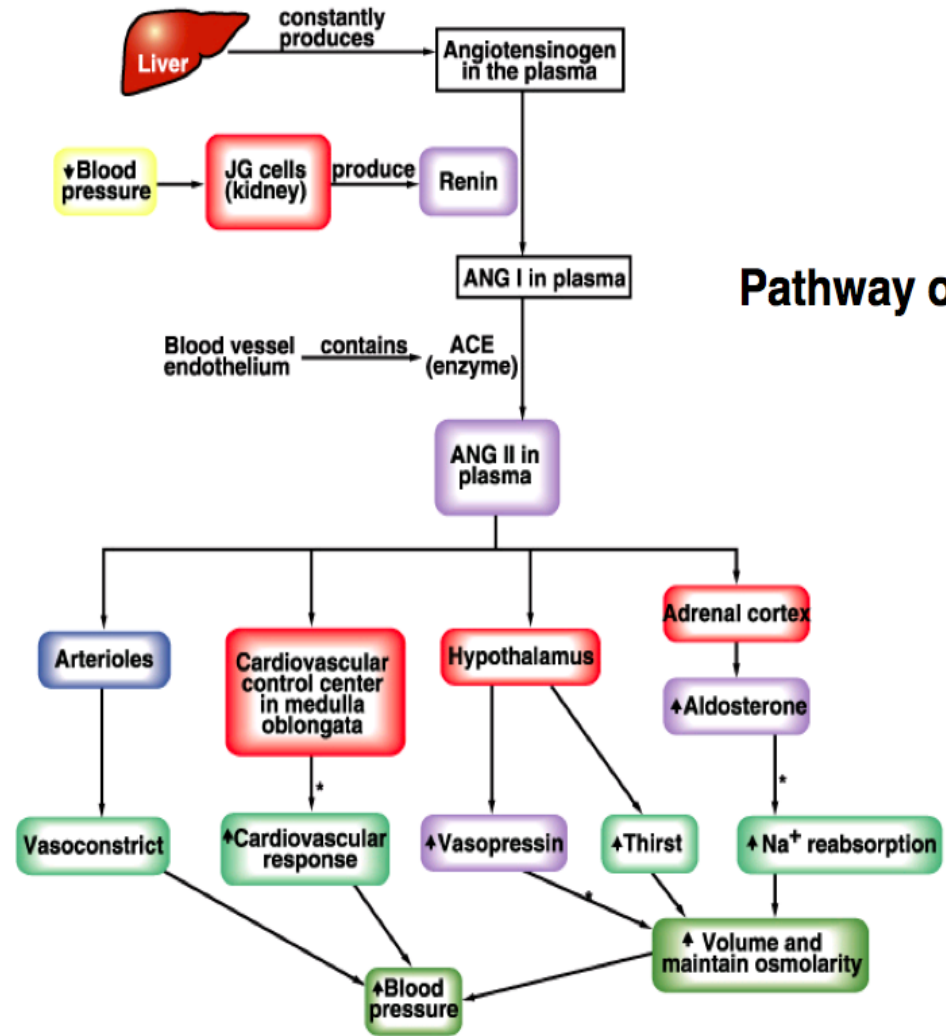 constantly
produces
Liver
Angiotensinogen
in the plasma
↓Blood
pressure
JG cells
(kidney)
produce
Renin
ANG I in plasma
Pathway o
Blood vessel
endothelium
contains
ACE
(enzyme)
ANG II in
plasma
Arterioles
Cardiovascular
control center
in medulla
oblongata
Hypothalamus
Adrenal cortex
↑Aldosterone
*
*
Vasoconstrict
↑Cardiovascular
response
↑Vasopressin
↑Thirst
↑Na⁺ reabsorption
*
↑Volume and
maintain osmolarity
↑Blood
pressure